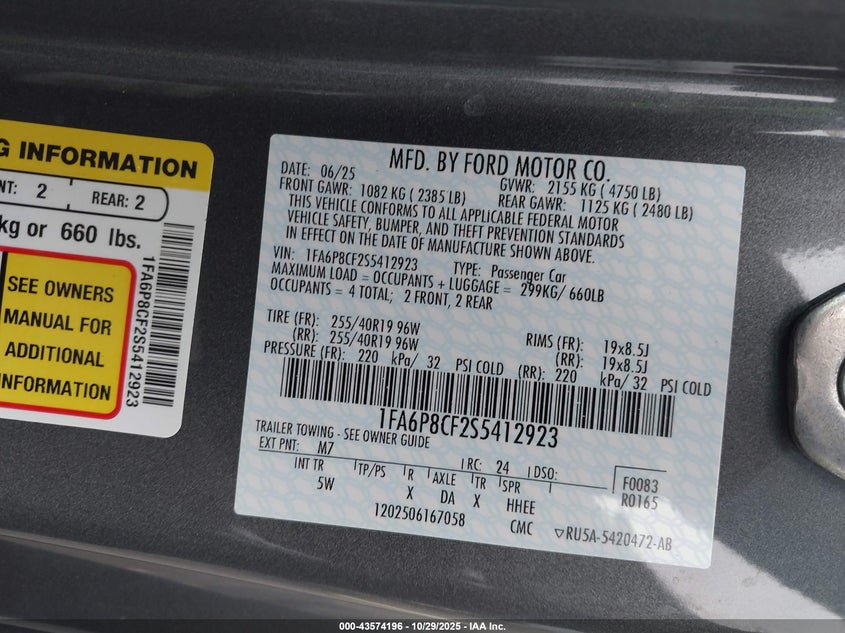 G INFORMATION
NT: 2 REAR: 2
kg or 660 lbs.
SEE OWNERS
MANUAL FOR
ADDITIONAL
INFORMATION
1FA6P8CF2S5412923
MFD. BY FORD MOTOR CO.
DATE: 06/25 GVWR: 2155 KG ( 4750 LB)
FRONT GAWR: 1082 KG ( 2385 LB) REAR GAWR: 1125 KG ( 2480 LB)
THIS VEHICLE CONFORMS TO ALL APPLICABLE FEDERAL MOTOR
VEHICLE SAFETY, BUMPER, AND THEFT PREVENTION STANDARDS
IN EFFECT ON THE DATE OF MANUFACTURE SHOWN ABOVE.
VIN: 1FA6P8CF2S5412923 TYPE: Passenger Car
MAXIMUM LOAD = OCCUPANTS + LUGGAGE = 299KG/ 660LB
OCCUPANTS = 4 TOTAL; 2 FRONT, 2 REAR
TIRE (FR): 255/40R19 96W RIMS (FR): 19x8.5J
(RR): 255/40R19 96W (RR): 19x8.5J
PRESSURE (FR): 220 kPa/ 32 PSI COLD (RR): 220 kPa/ 32 PSI COLD
1FA6P8CF2S5412923
TRAILER TOWING - SEE OWNER GUIDE
EXT PNT: M7 RC: 24 DSO: F0083
INT TR TP/PS R AXLE TR SPR R0165
5W X DA X HHEE
1202506167058 CMC ▽RU5A-5420472-AB
000-43574196 - 10/29/2025 - IAA Inc.